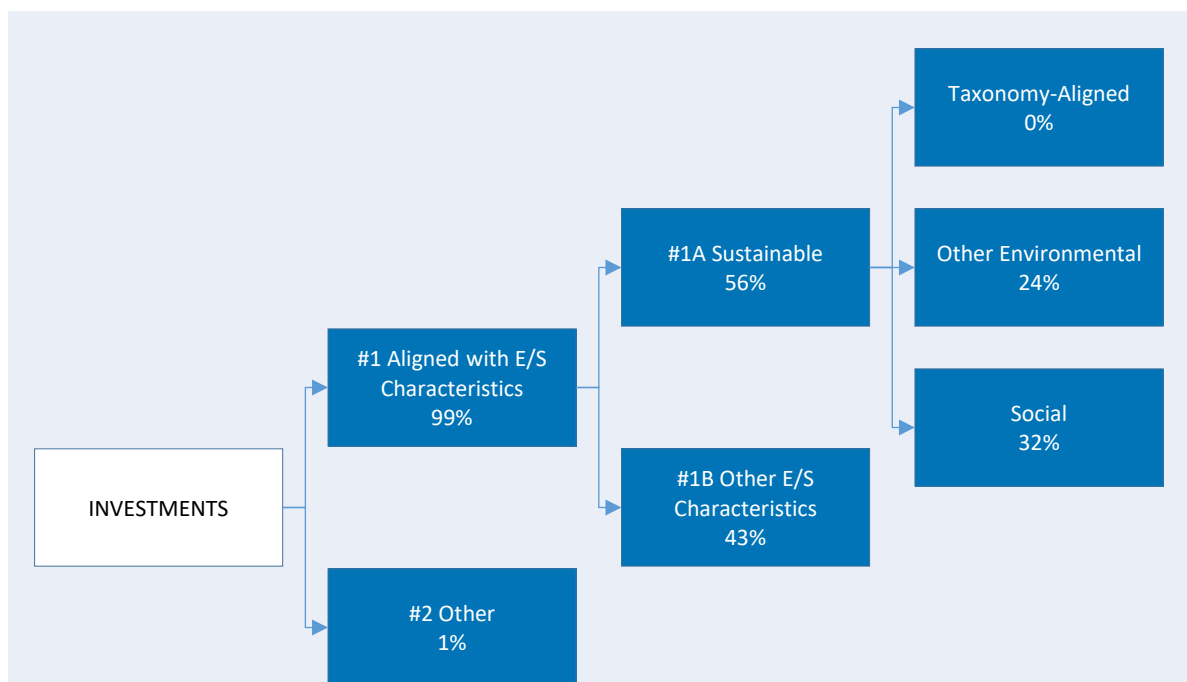 INVESTMENTS
#1 Aligned with E/S
Characteristics
99%
#2 Other
1%
#1A Sustainable
56%
#1B Other E/S
Characteristics
43%
Taxonomy-Aligned
0%
Other Environmental
24%
Social
32%